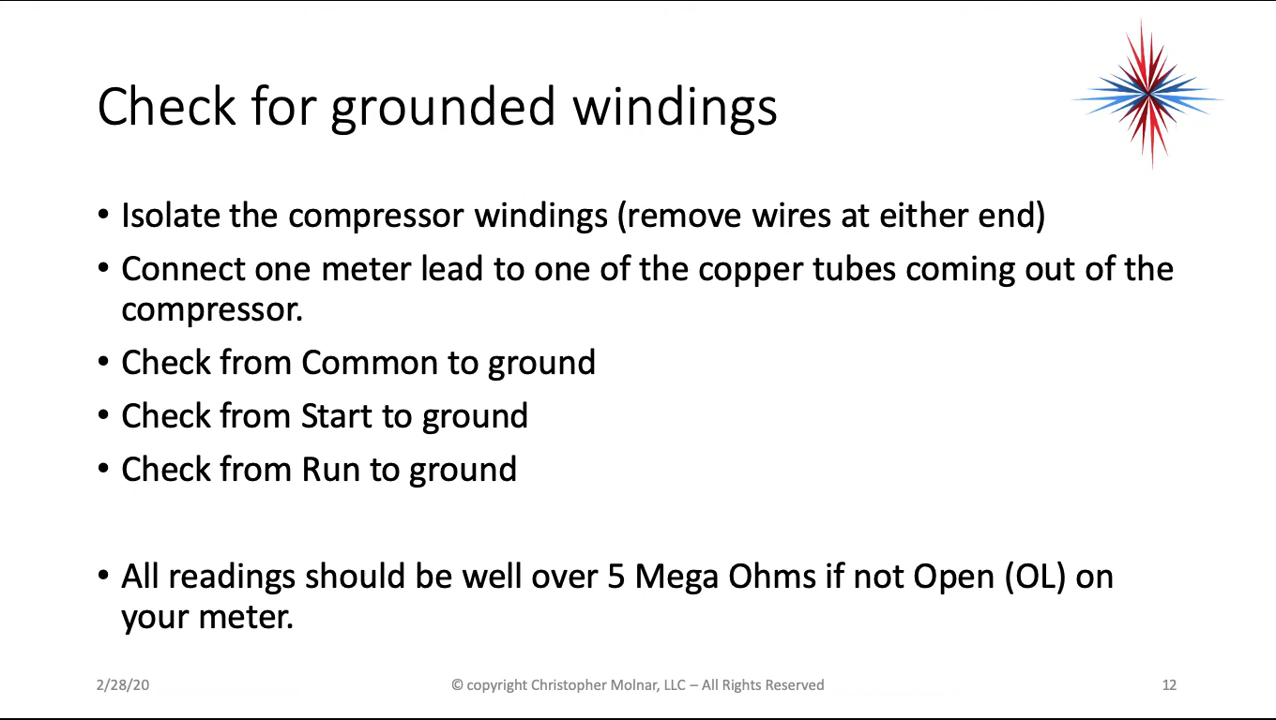 Check for grounded windings
• Isolate the compressor windings (remove wires at either end)
• Connect one meter lead to one of the copper tubes coming out of the
compressor.
• Check from Common to ground
• Check from Start to ground
• Check from Run to ground
• All readings should be well over 5 Mega Ohms if not Open (OL) on
your meter.
2/28/20
© copyright Christopher Molnar, LLC – All Rights Reserved
12